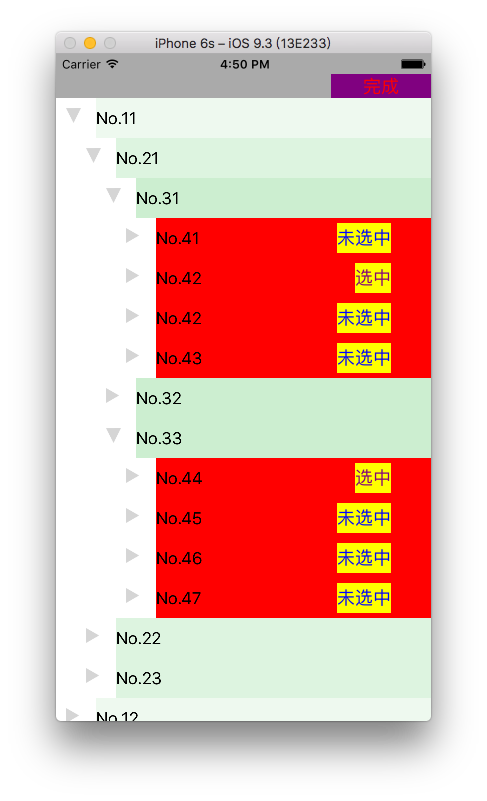 iPhone 6s – iOS 9.3 (13E233)
Carrier 4:50 PM
完成
No.11
No.21
No.31
No.41 未选中
No.42 选中
No.42 未选中
No.43 未选中
No.32
No.33
No.44 选中
No.45 未选中
No.46 未选中
No.47 未选中
No.22
No.23
No.12